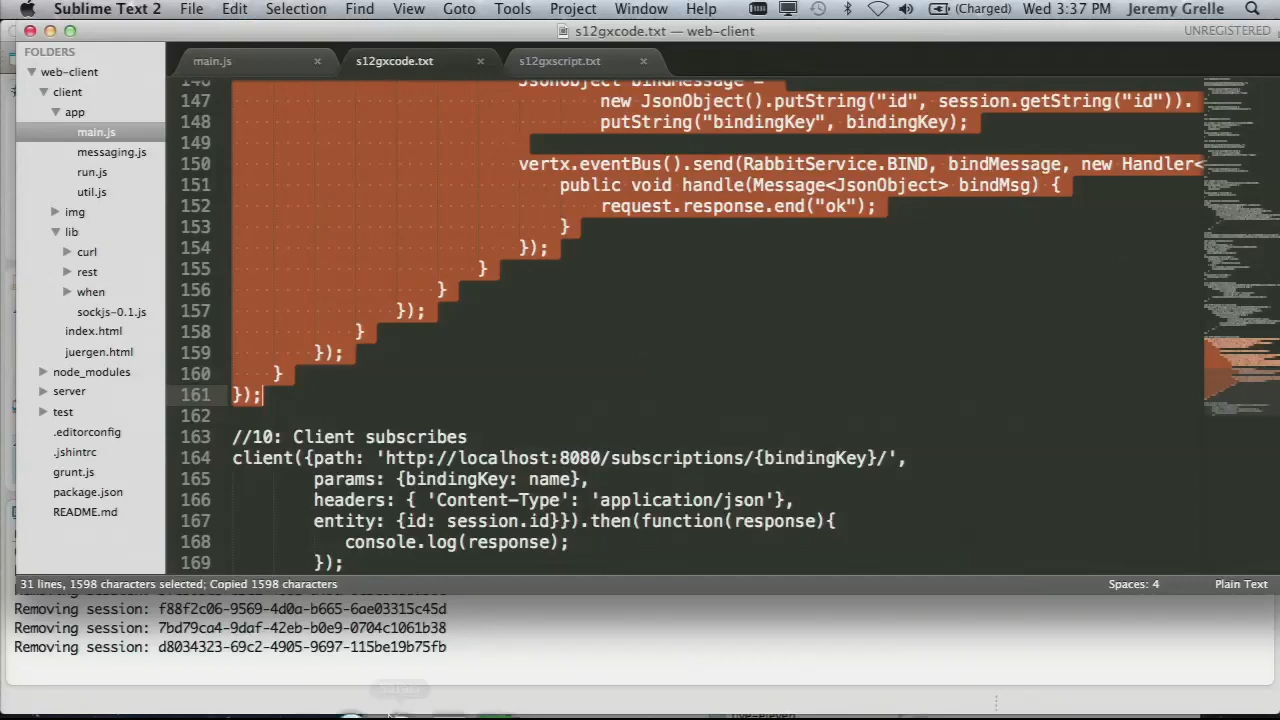 Sublime Text 2 File Edit Selection Find View Goto Tools Project Window Help (Charged) Wed 3:37 PM Jeremy Grelle
s12gxcode.txt — web-client UNREGISTERED
FOLDERS
web-client
client
app
main.js
messaging.js
run.js
util.js
img
lib
curl
rest
when
sockjs-0.1.js
index.html
juergen.html
node_modules
server
test
.editorconfig
.jshintrc
grunt.js
package.json
README.md
main.js s12gxcode.txt s12gxscript.txt
146 JsonObject bindMessage =
147 new JsonObject().putString("id", session.getString("id")).
148 putString("bindingKey", bindingKey);
149
150 vertx.eventBus().send(RabbitService.BIND, bindMessage, new Handler<
151 public void handle(Message<JsonObject> bindMsg) {
152 request.response.end("ok");
153 }
154 });
155 }
156 }
157 });
158 }
159 });
160 }
161 });
162
163 //10: Client subscribes
164 client({path: 'http://localhost:8080/subscriptions/{bindingKey}/',
165 params: {bindingKey: name},
166 headers: { 'Content-Type': 'application/json'},
167 entity: {id: session.id}}).then(function(response){
168 console.log(response);
169 });
31 lines, 1598 characters selected; Copied 1598 characters Spaces: 4 Plain Text
Removing session: f88f2c06-9569-4d0a-b665-6ae03315c45d
Removing session: 7bd79ca4-9daf-42eb-b0e9-0704c1061b38
Removing session: d8034323-69c2-4905-9697-115be19b75fb